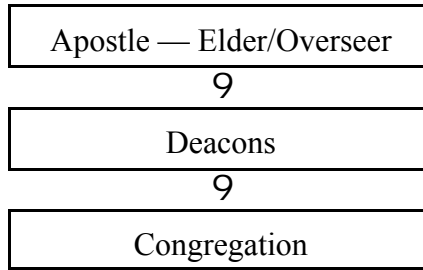 Apostle — Elder/Overseer
9
Deacons
9
Congregation